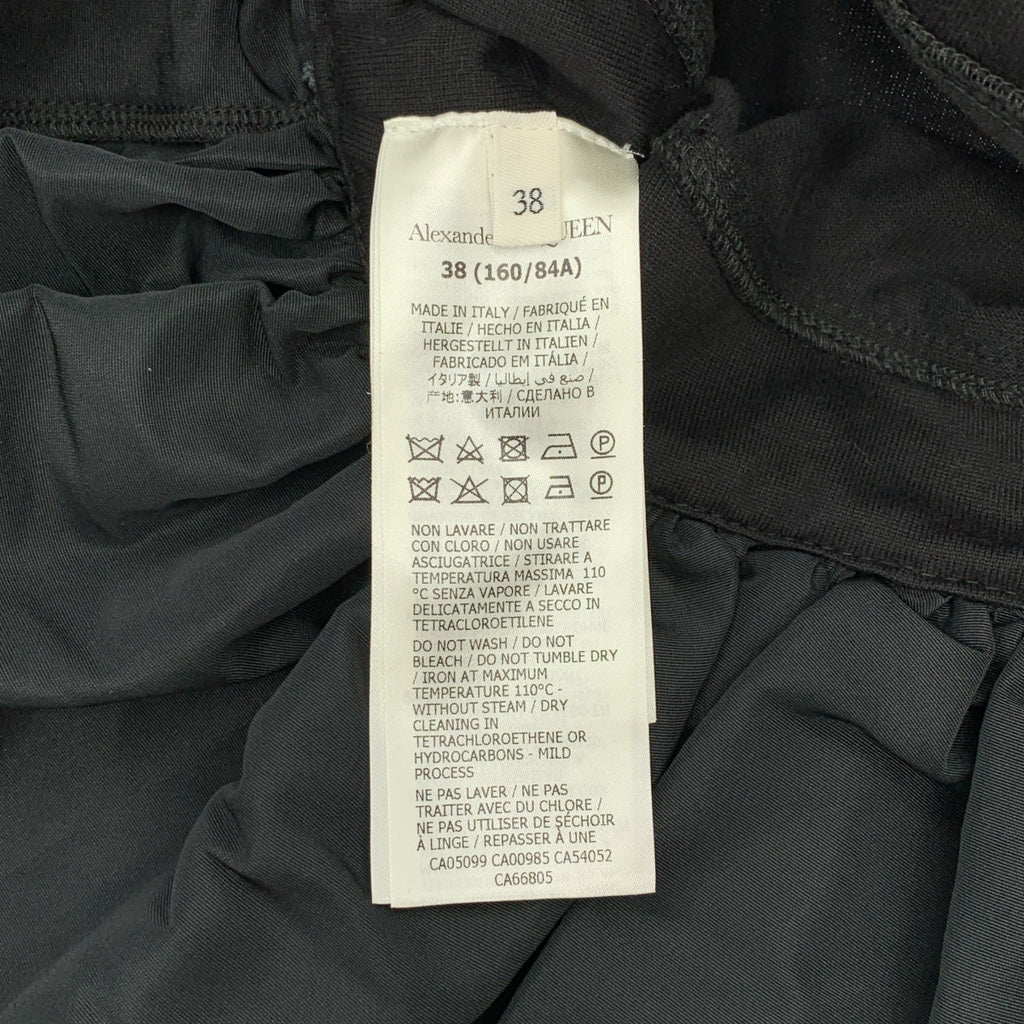 38
Alexande QUEEN
38 (160/84A)
MADE IN ITALY / FABRIQUÉ EN
ITALIE / HECHO EN ITALIA /
HERGESTELLT IN ITALIEN /
FABRICADO EM ITÁLIA /
イタリア製 / صنع في إيطاليا /
产地:意大利 / СДЕЛАНО В
ИТАЛИИ
P
P
NON LAVARE / NON TRATTARE
CON CLORO / NON USARE
ASCIUGATRICE / STIRARE A
TEMPERATURA MASSIMA 110
°C SENZA VAPORE / LAVARE
DELICATAMENTE A SECCO IN
TETRACLOROETILENE
DO NOT WASH / DO NOT
BLEACH / DO NOT TUMBLE DRY
/ IRON AT MAXIMUM
TEMPERATURE 110°C -
WITHOUT STEAM / DRY
CLEANING IN
TETRACHLOROETHENE OR
HYDROCARBONS - MILD
PROCESS
NE PAS LAVER / NE PAS
TRAITER AVEC DU CHLORE /
NE PAS UTILISER DE SÉCHOIR
À LINGE / REPASSER À UNE
CA05099 CA00985 CA54052
CA66805